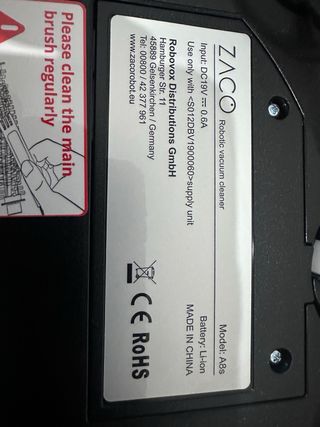 Please clean the main
brush regularly
ZACO Robotic vacuum cleaner
Model: A8s
Input: DC19V ⎓ 0.6A
Battery: Li-ion
Use only with <S012DBV1900060>supply unit
MADE IN CHINA
Robovox Distributions GmbH
Hamburger Str. 11
45889 Gelsenkirchen / Germany
Tel: 00800 / 42 377 961
www.zacorobot.eu
CE RoHS